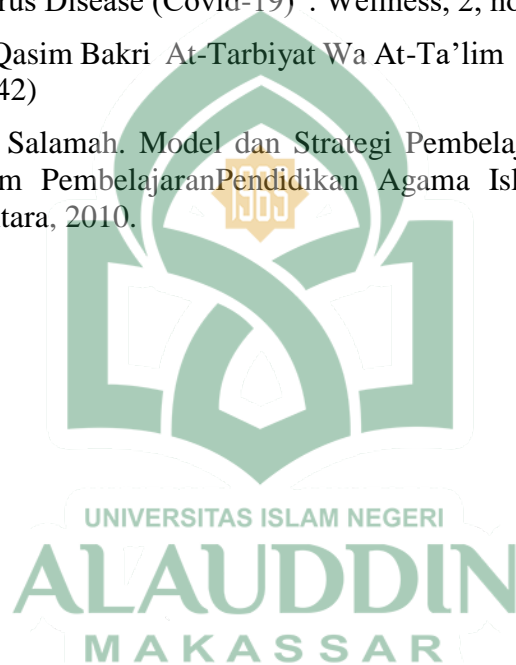 rus Disease (Covid-19)”. Wellness, 2, no
Qasim Bakri At-Tarbiyat Wa At-Ta’lim
42)
Salamah. Model dan Strategi Pembelaj
m PembelajaranPendidikan Agama Isl
1965
tara, 2010.
UNIVERSITAS ISLAM NEGERI
ALAUDDIN
MAKASSAR